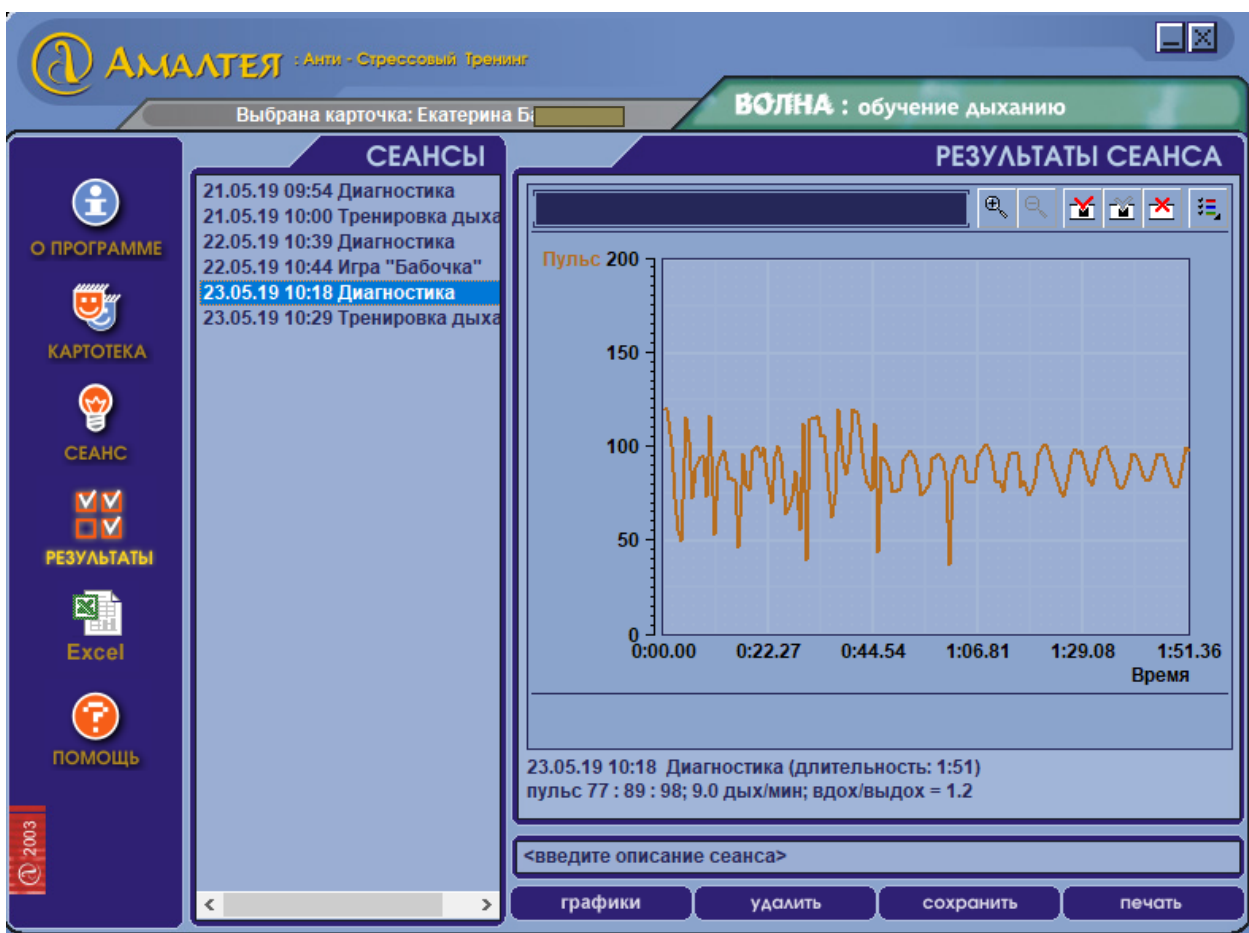 Амалтея : Анти - Стрессовый Тренинг
Выбрана карточка: Екатерина
ВОЛНА : обучение дыханию
О ПРОГРАММЕ
КАРТОТЕКА
СЕАНС
РЕЗУЛЬТАТЫ
Excel
ПОМОЩЬ
@ 2003
СЕАНСЫ
21.05.19 09:54 Диагностика
21.05.19 10:00 Тренировка дыха
22.05.19 10:39 Диагностика
22.05.19 10:44 Игра "Бабочка"
23.05.19 10:18 Диагностика
23.05.19 10:29 Тренировка дыха
РЕЗУЛЬТАТЫ СЕАНСА
Пульс 200
150
100
50
0
0:00.00 0:22.27 0:44.54 1:06.81 1:29.08 1:51.36
Время
23.05.19 10:18 Диагностика (длительность: 1:51)
пульс 77 : 89 : 98; 9.0 дых/мин; вдох/выдох = 1.2
<введите описание сеанса>
графики удалить сохранить печать